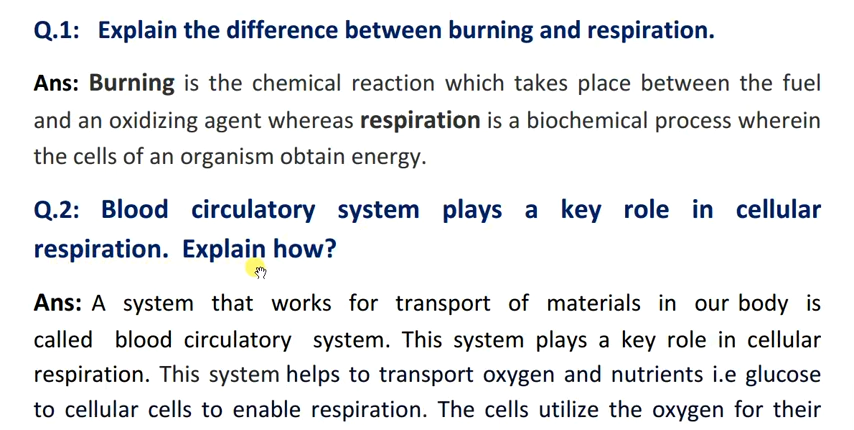 Q.1: Explain the difference between burning and respiration.
Ans: Burning is the chemical reaction which takes place between the fuel
and an oxidizing agent whereas respiration is a biochemical process wherein
the cells of an organism obtain energy.
Q.2: Blood circulatory system plays a key role in cellular
respiration. Explain how?
Ans: A system that works for transport of materials in our body is
called blood circulatory system. This system plays a key role in cellular
respiration. This system helps to transport oxygen and nutrients i.e glucose
to cellular cells to enable respiration. The cells utilize the oxygen for their